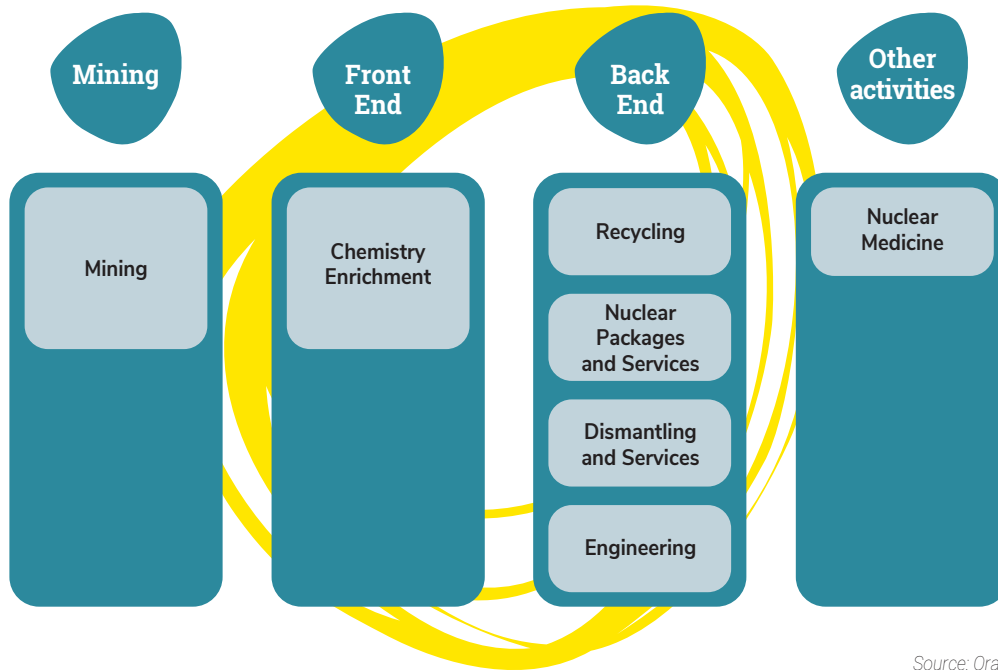 Mining
Front
End
Back
End
Other
activities
Mining
Chemistry
Enrichment
Recycling
Nuclear
Packages
and Services
Dismantling
and Services
Engineering
Nuclear
Medicine
Source: